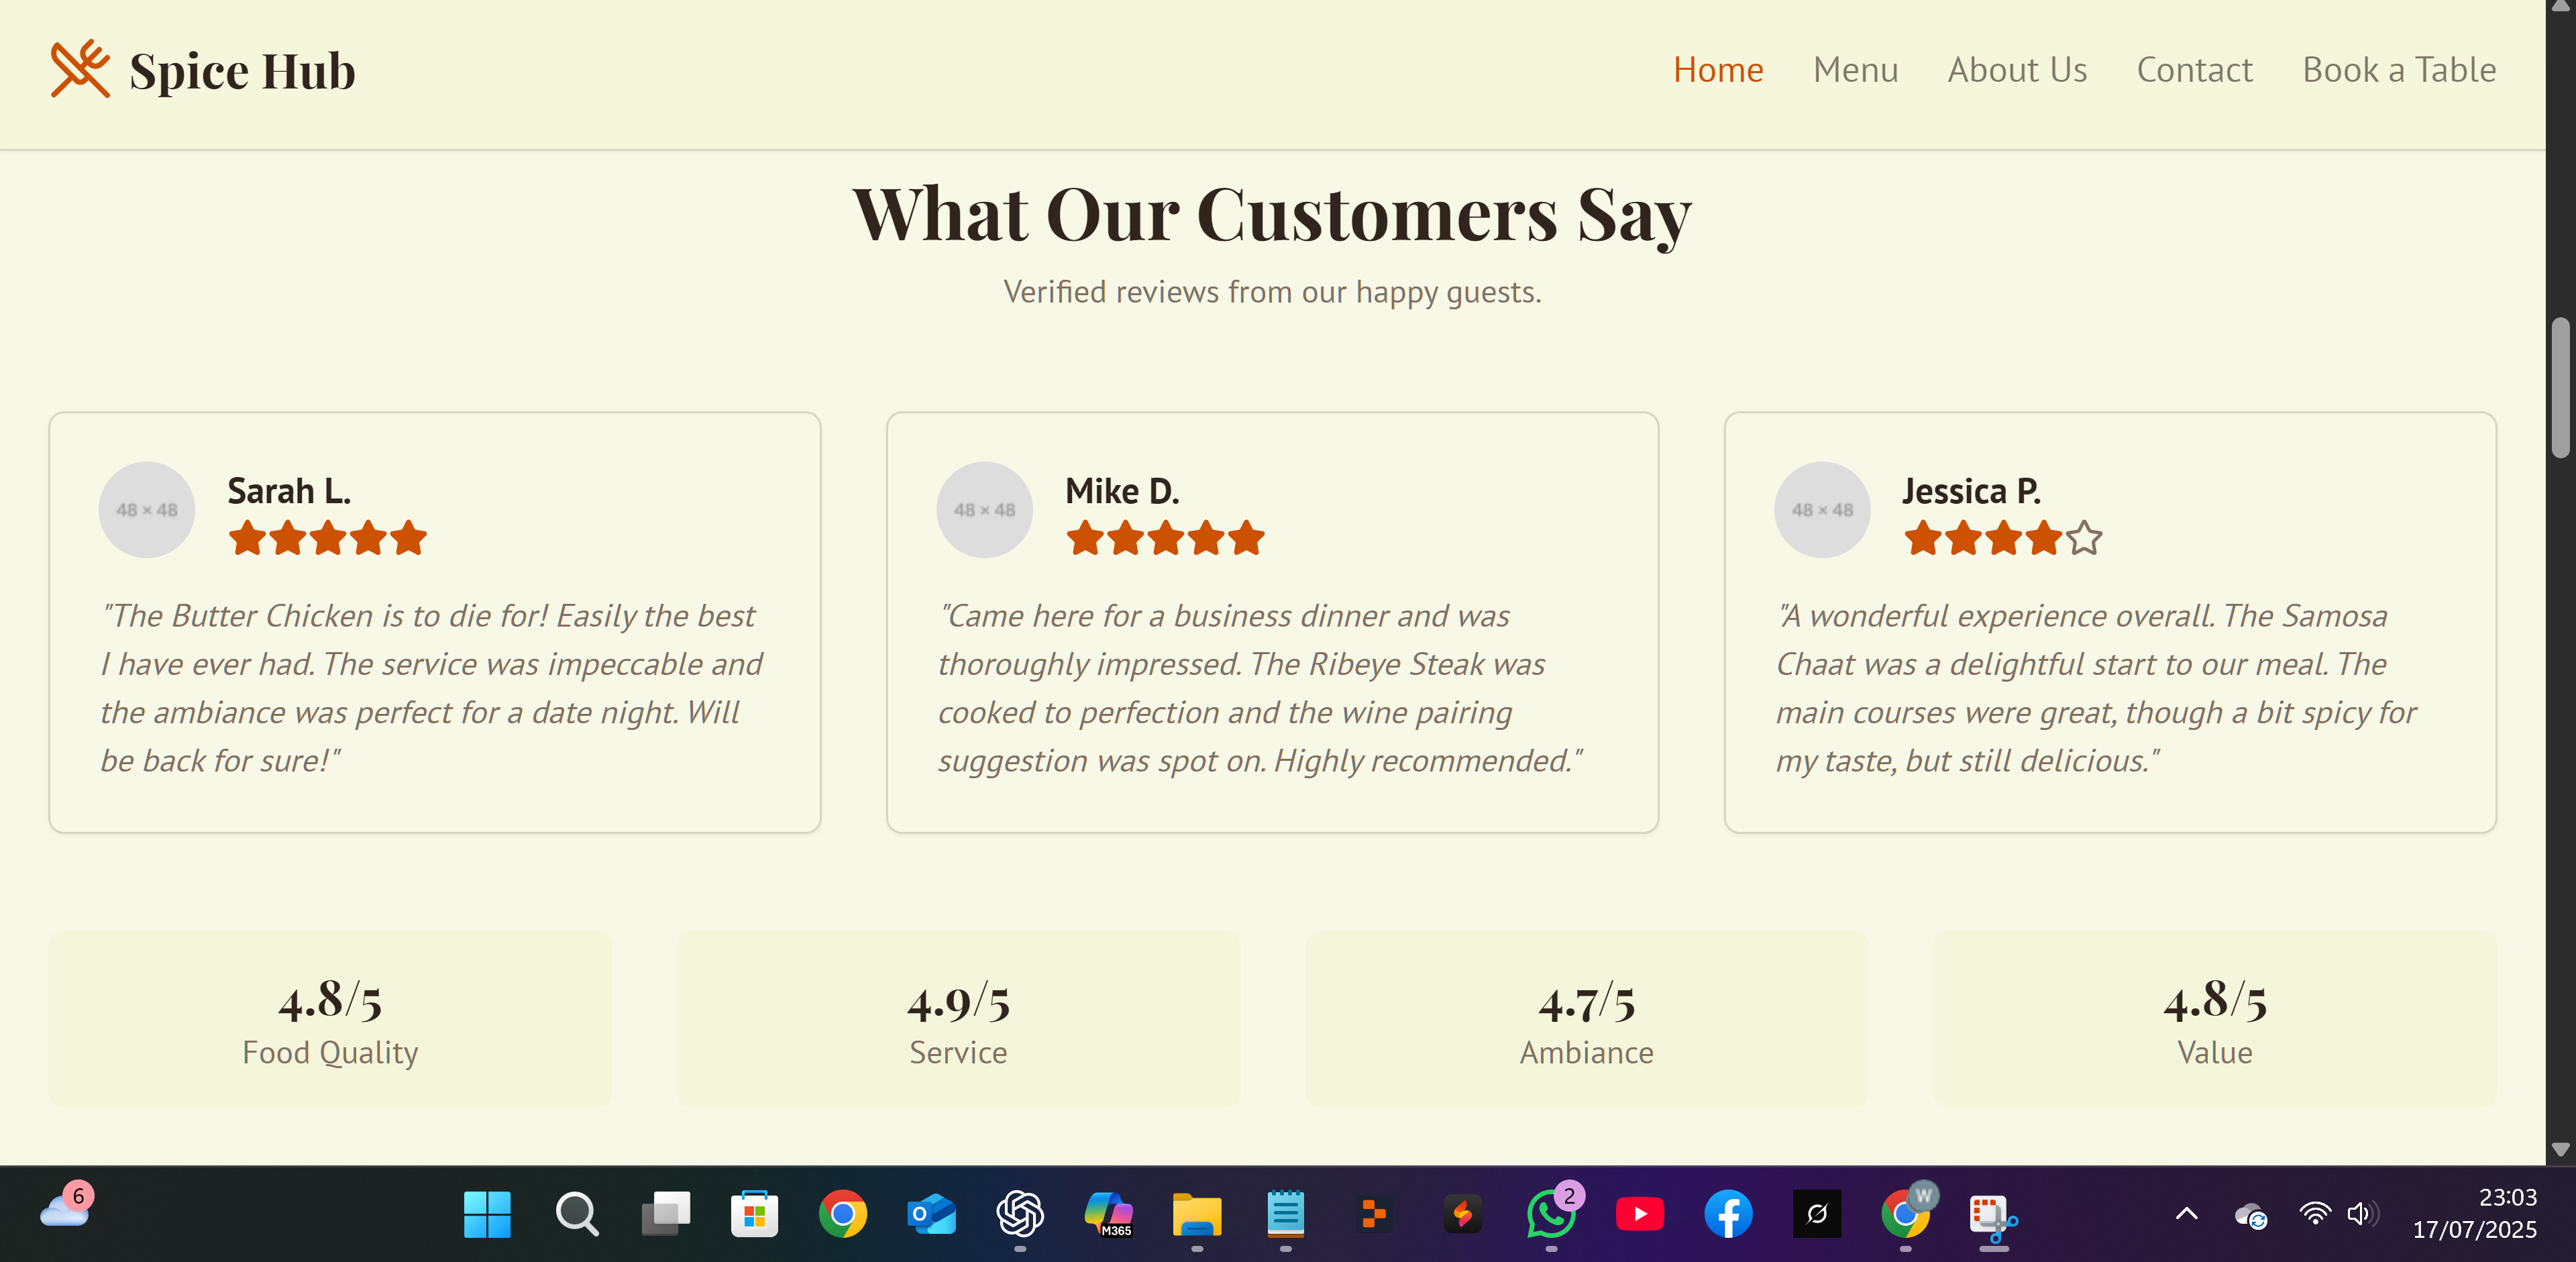 Spice Hub
Home Menu About Us Contact Book a Table
What Our Customers Say
Verified reviews from our happy guests.
48 × 48
Sarah L.
"The Butter Chicken is to die for! Easily the best
I have ever had. The service was impeccable and
the ambiance was perfect for a date night. Will
be back for sure!"
48 × 48
Mike D.
"Came here for a business dinner and was
thoroughly impressed. The Ribeye Steak was
cooked to perfection and the wine pairing
suggestion was spot on. Highly recommended."
48 × 48
Jessica P.
"A wonderful experience overall. The Samosa
Chaat was a delightful start to our meal. The
main courses were great, though a bit spicy for
my taste, but still delicious."
4.8/5
Food Quality
4.9/5
Service
4.7/5
Ambiance
4.8/5
Value
6
M365
2
W
23:03
17/07/2025